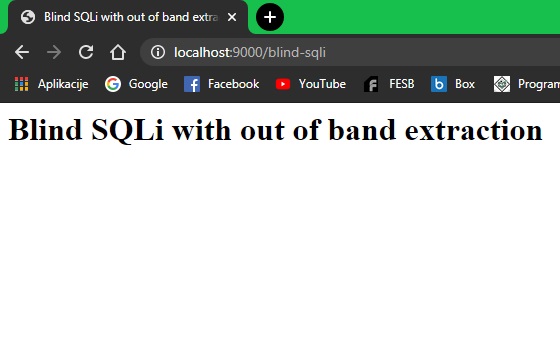 Blind SQLi with out of band extra
localhost:9000/blind-sqli
Aplikacije Google Facebook YouTube FESB Box Program
Blind SQLi with out of band extraction